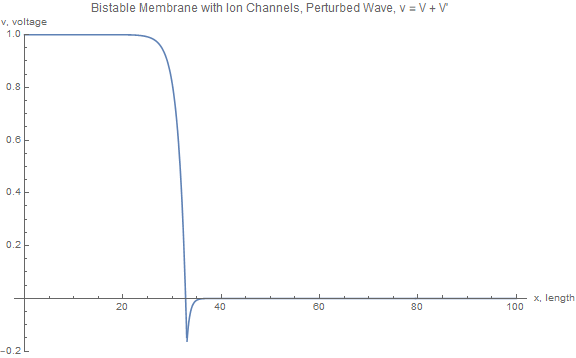 Bistable Membrane with Ion Channels, Perturbed Wave, v = V + V'
v, voltage
1.0
0.8
0.6
0.4
0.2
20 40 60 80 100 x, length
-0.2